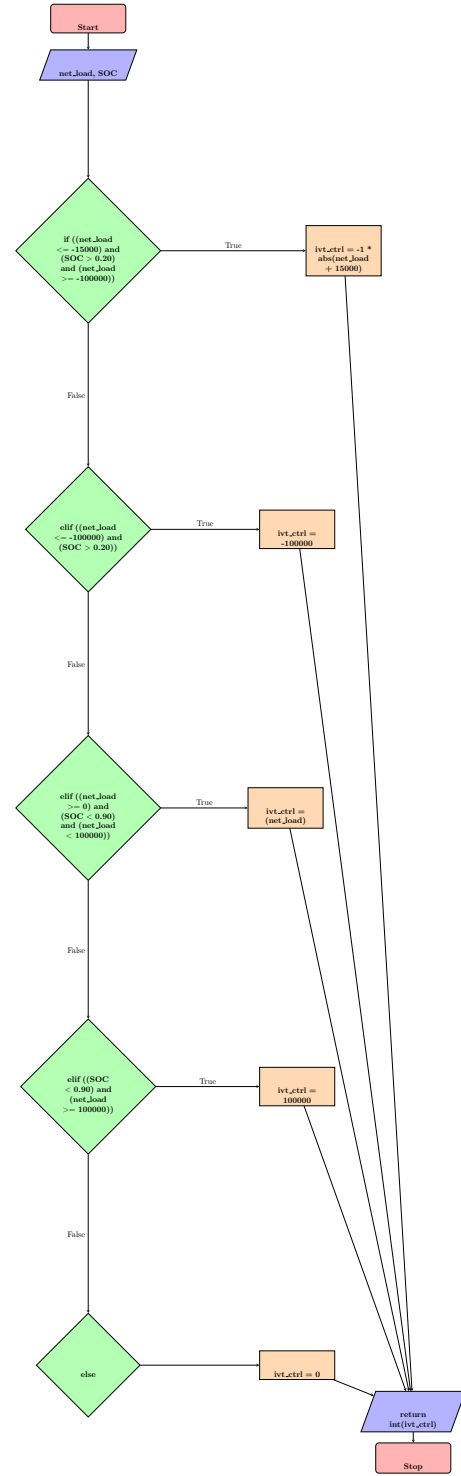 Start
net_load, SOC
if ((net_load
<= -15000) and
(SOC > 0.20)
and (net_load
>= -100000))
True
ivt_ctrl = -1 *
abs(net_load
+ 15000)
False
elif ((net_load
<= -100000) and
(SOC > 0.20))
True
ivt_ctrl =
-100000
False
elif ((net_load
>= 0) and
(SOC < 0.90)
and (net_load
< 100000))
True
ivt_ctrl =
(net_load)
False
elif ((SOC
< 0.90) and
(net_load
>= 100000))
True
ivt_ctrl =
100000
False
else
ivt_ctrl = 0
return
int(ivt_ctrl)
Stop